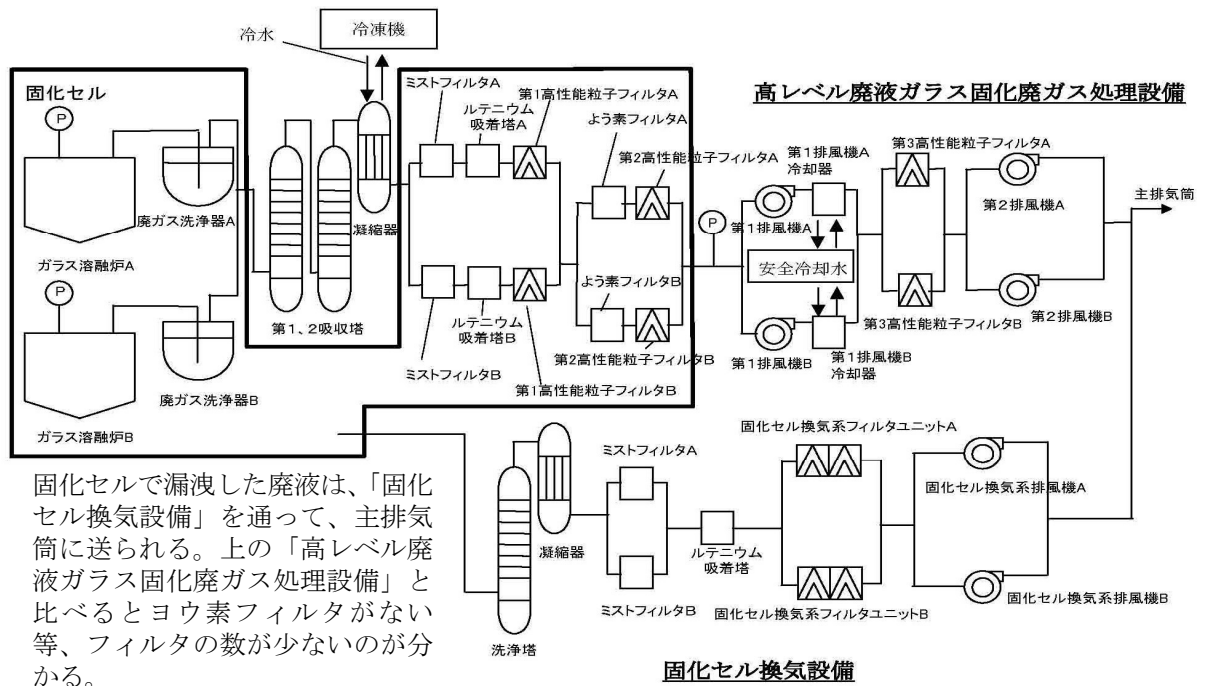 冷水
冷凍機
固化セル
P
廃ガス洗浄器A
ガラス溶融炉A
P
廃ガス洗浄器B
ガラス溶融炉B
第1、2吸収塔
凝縮器
ミストフィルタA
ルテニウム
吸着塔A
第1高性能粒子フィルタA
よう素フィルタA
第2高性能粒子フィルタA
ミストフィルタB
ルテニウム
吸着塔B
第1高性能粒子フィルタB
よう素フィルタB
第2高性能粒子フィルタB
高レベル廃液ガラス固化廃ガス処理設備
P
第1排風機A
第1排風機A
冷却器
安全冷却水
第1排風機B
第1排風機B
冷却器
第3高性能粒子フィルタA
第3高性能粒子フィルタB
第2排風機A
第2排風機B
主排気筒
固化セルで漏洩した廃液は、「固化
セル換気設備」を通って、主排気
筒に送られる。上の「高レベル廃
液ガラス固化廃ガス処理設備」と
比べるとヨウ素フィルタがない
等、フィルタの数が少ないのが分
かる。
洗浄塔
凝縮器
ミストフィルタA
ミストフィルタB
ルテニウム
吸着塔
固化セル換気系フィルタユニットA
固化セル換気系フィルタユニットB
固化セル換気系排風機A
固化セル換気系排風機B
固化セル換気設備